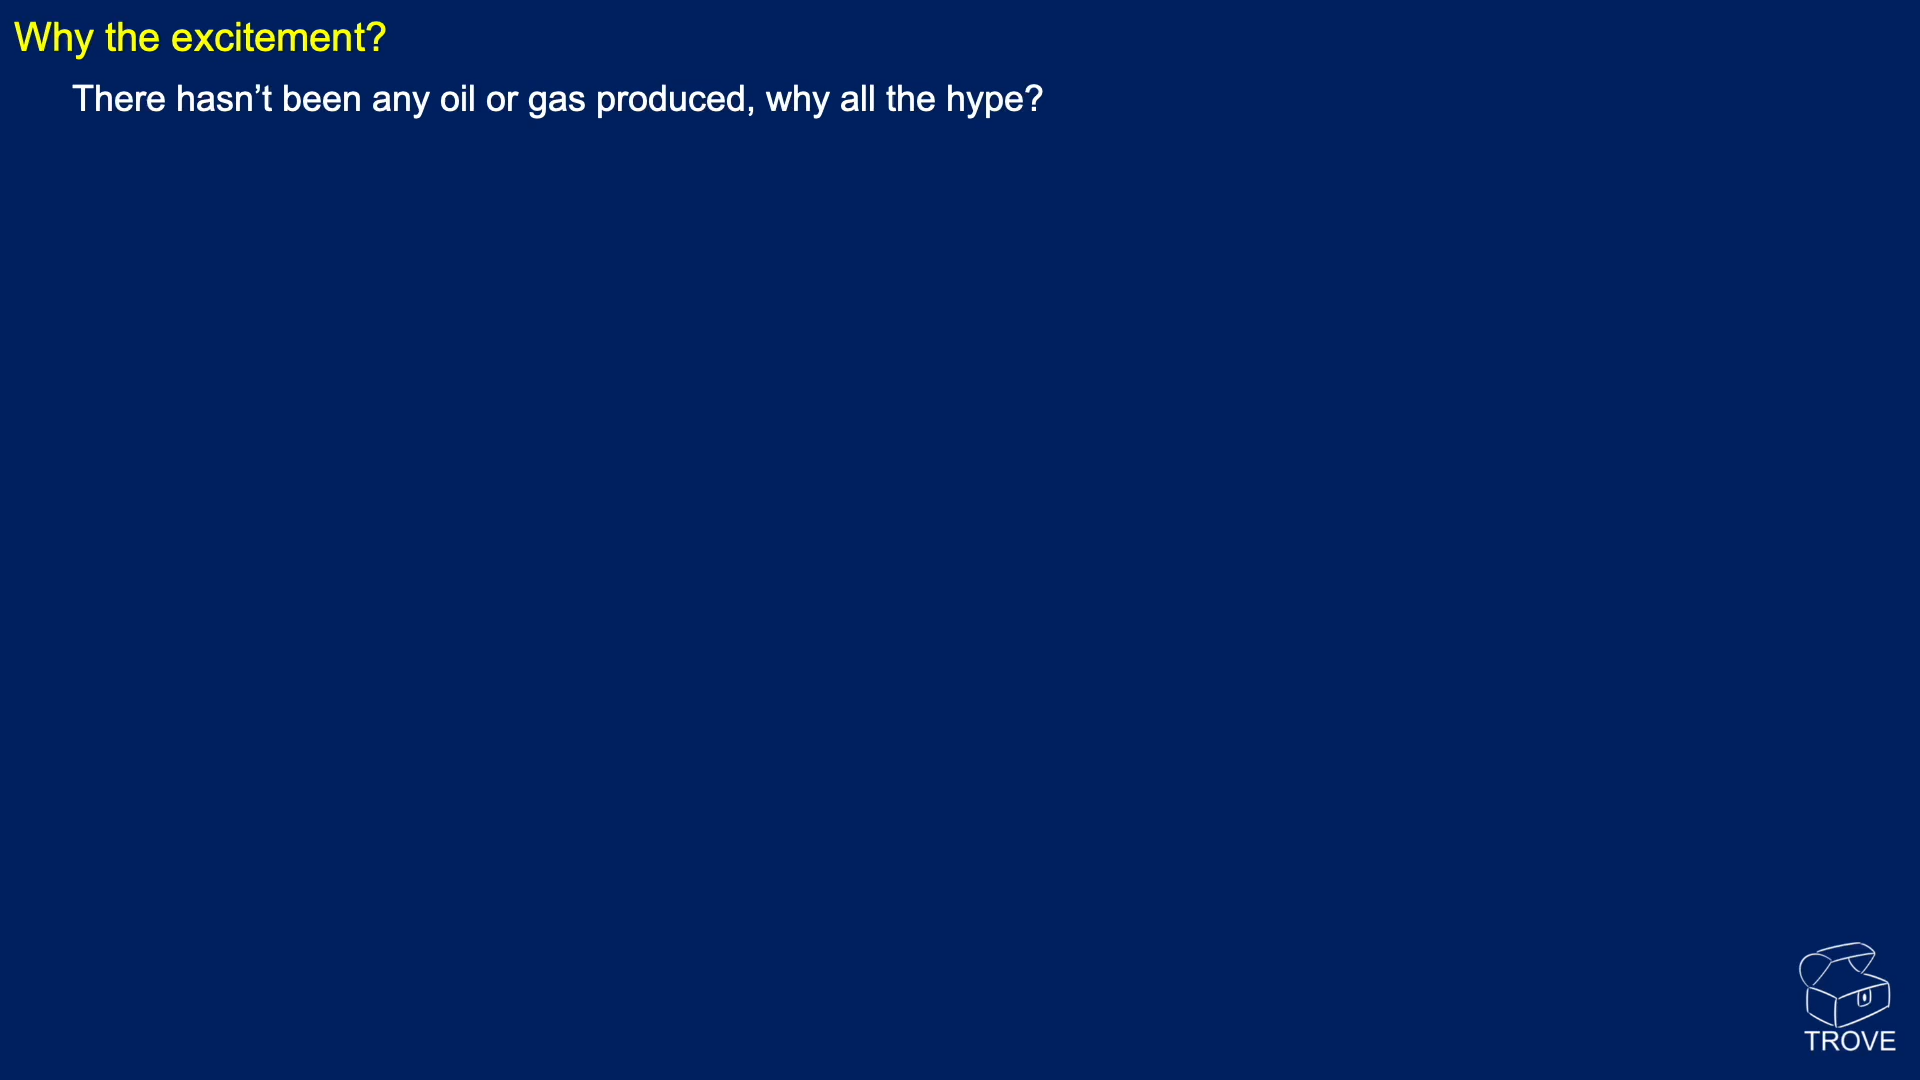 Why the excitement?
There hasn’t been any oil or gas produced, why all the hype?
TROVE